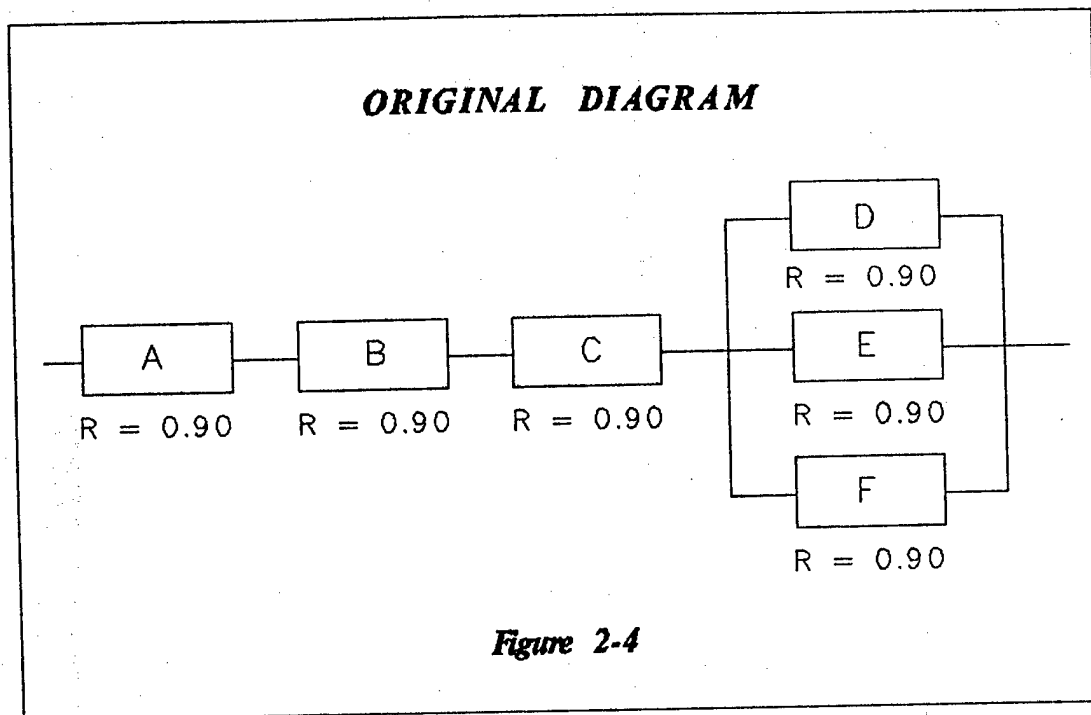 ORIGINAL DIAGRAM
D
R = 0.90
A B C E
R = 0.90 R = 0.90 R = 0.90 R = 0.90
F
R = 0.90
Figure 2-4